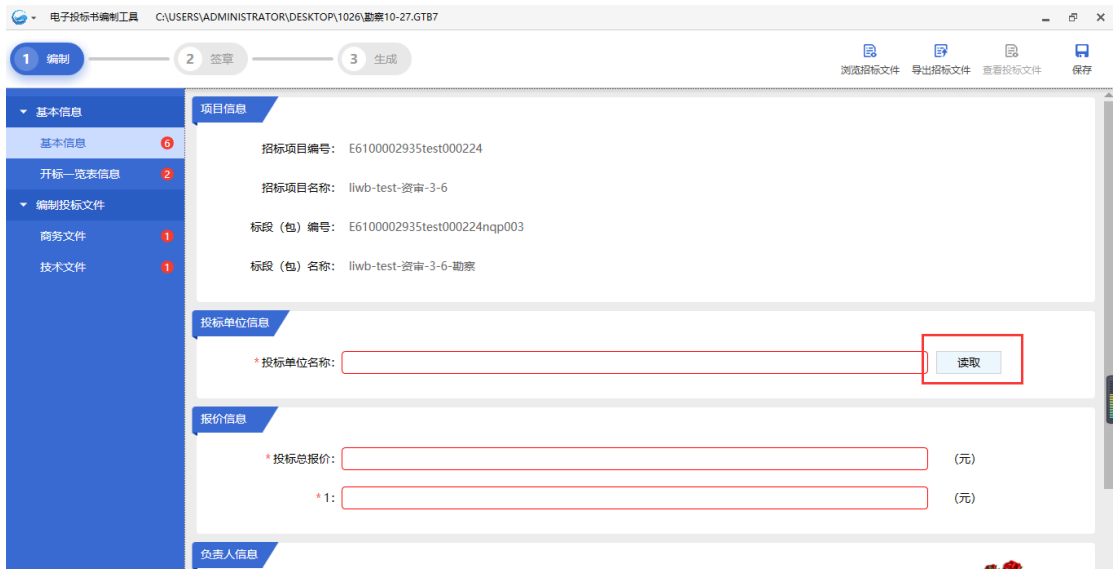 电子投标书编制工具 C:\USERS\ADMINISTRATOR\DESKTOP\1026\勘察10-27.GTB7
1 编制 2 签章 3 生成
浏览招标文件 导出招标文件 查看投标文件 保存
基本信息
基本信息 6
开标一览表信息 2
编制投标文件
商务文件 1
技术文件 1
项目信息
招标项目编号： E6100002935test000224
招标项目名称： liwb-test-资审-3-6
标段（包）编号： E6100002935test000224nqp003
标段（包）名称： liwb-test-资审-3-6-勘察
投标单位信息
*投标单位名称： 读取
报价信息
*投标总报价： （元）
*1： （元）
负责人信息